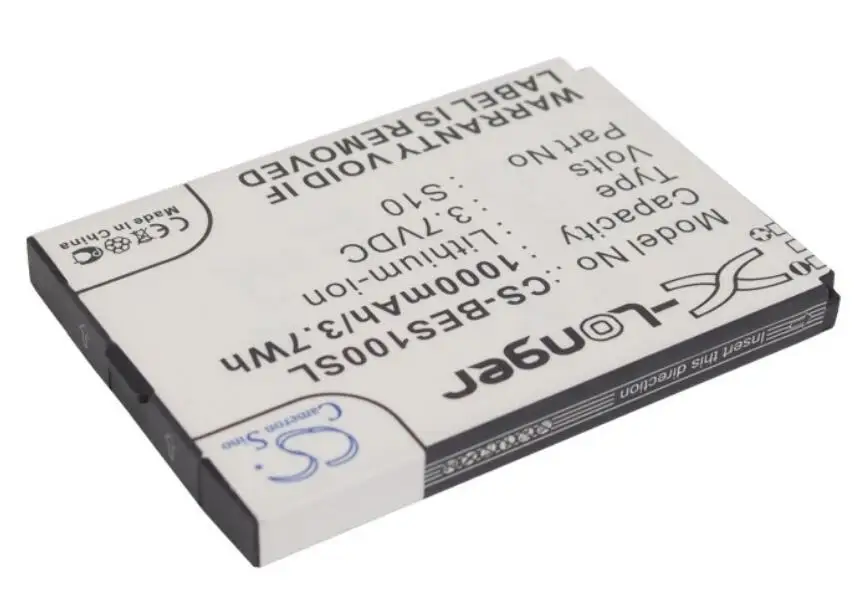 X-Longer
Model No : CS-BES100SL
Capacity : 1000mAh/3.7Wh
Type : Lithium-ion
Volts : 3.7VDC
Part No : S10
WARRANTY VOID IF
LABEL IS REMOVED
CE
Made in China
CS
Cameron Sino
Insert this direction